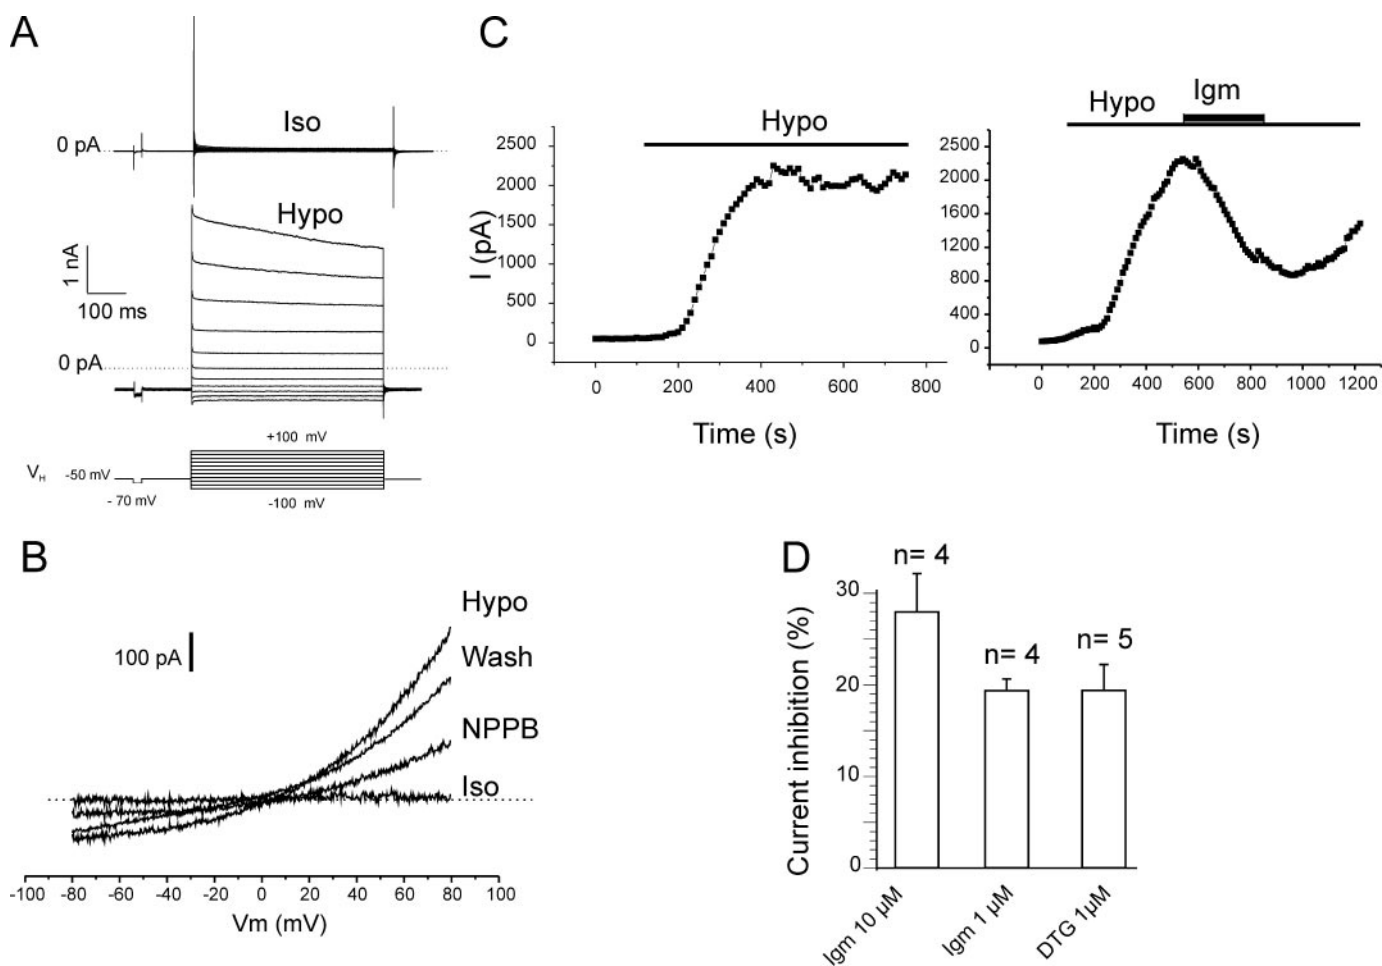 A
Iso
0 pA
Hypo
1 nA
100 ms
0 pA
+100 mV
VH
-50 mV
- 70 mV
-100 mV
C
Hypo
2500
2000
1500
1000
500
0
I (pA)
0 200 400 600 800
Time (s)
Hypo
Igm
2500
2000
1600
1200
800
400
0
0 200 400 600 800 1000 1200
Time (s)
B
Hypo
Wash
NPPB
Iso
100 pA
-100 -80 -60 -40 -20 0 20 40 60 80 100
Vm (mV)
D
n= 4
n= 4
n= 5
30
20
10
0
Current inhibition (%)
Igm 10 µM
Igm 1 µM
DTG 1µM